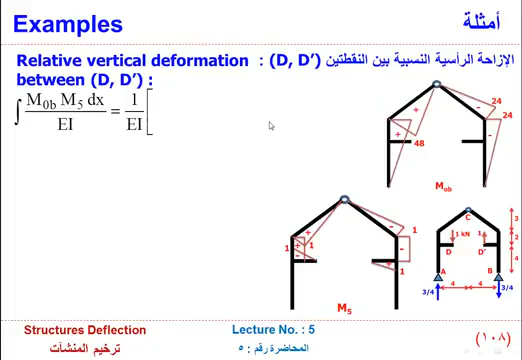 Examples
أمثلة
Relative vertical deformation : (D, D′) الإزاحة الرأسية النسبية بين النقطتين
between (D, D′) :
∫ M0b M5 dx / EI = 1 / EI [
24
24
+
-
+
48
-
Mob
1
+
1
+
-
-
1
-
+
1
M5
C
1 kN
1
D
D′
A
B
3
2
4
4
4
3/4
3/4
Structures Deflection
Lecture No. : 5
ترخيم المنشآت
المحاضرة رقم : ٥
(١٠٨)